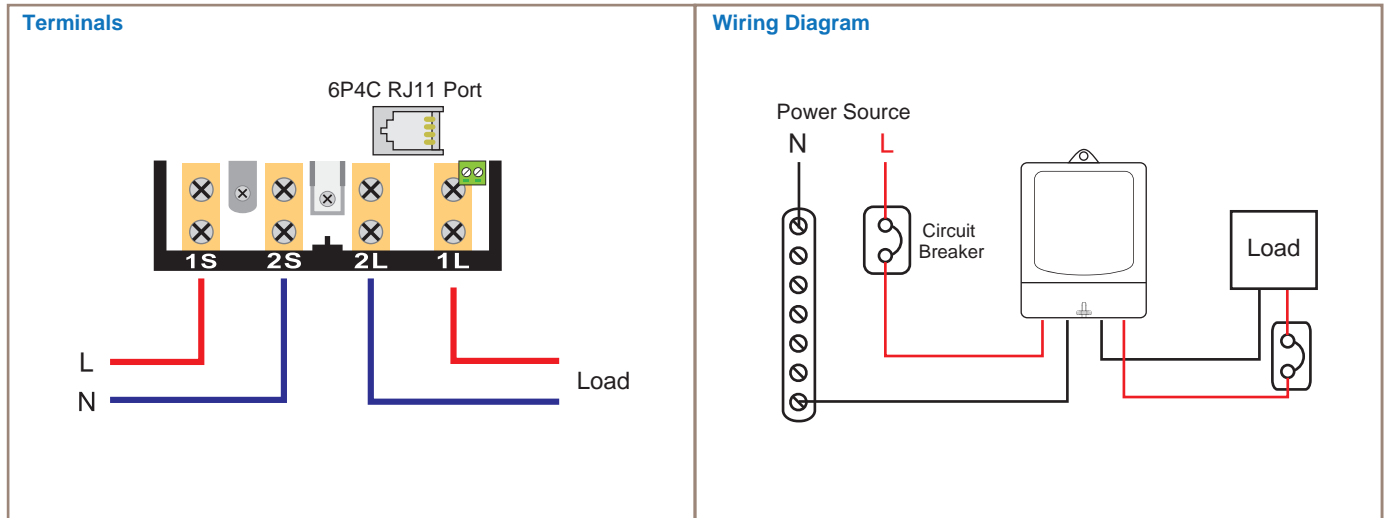 Terminals
6P4C RJ11 Port
1S 2S 2L 1L
L
N
Load
Wiring Diagram
Power Source
N L
Circuit
Breaker
Load